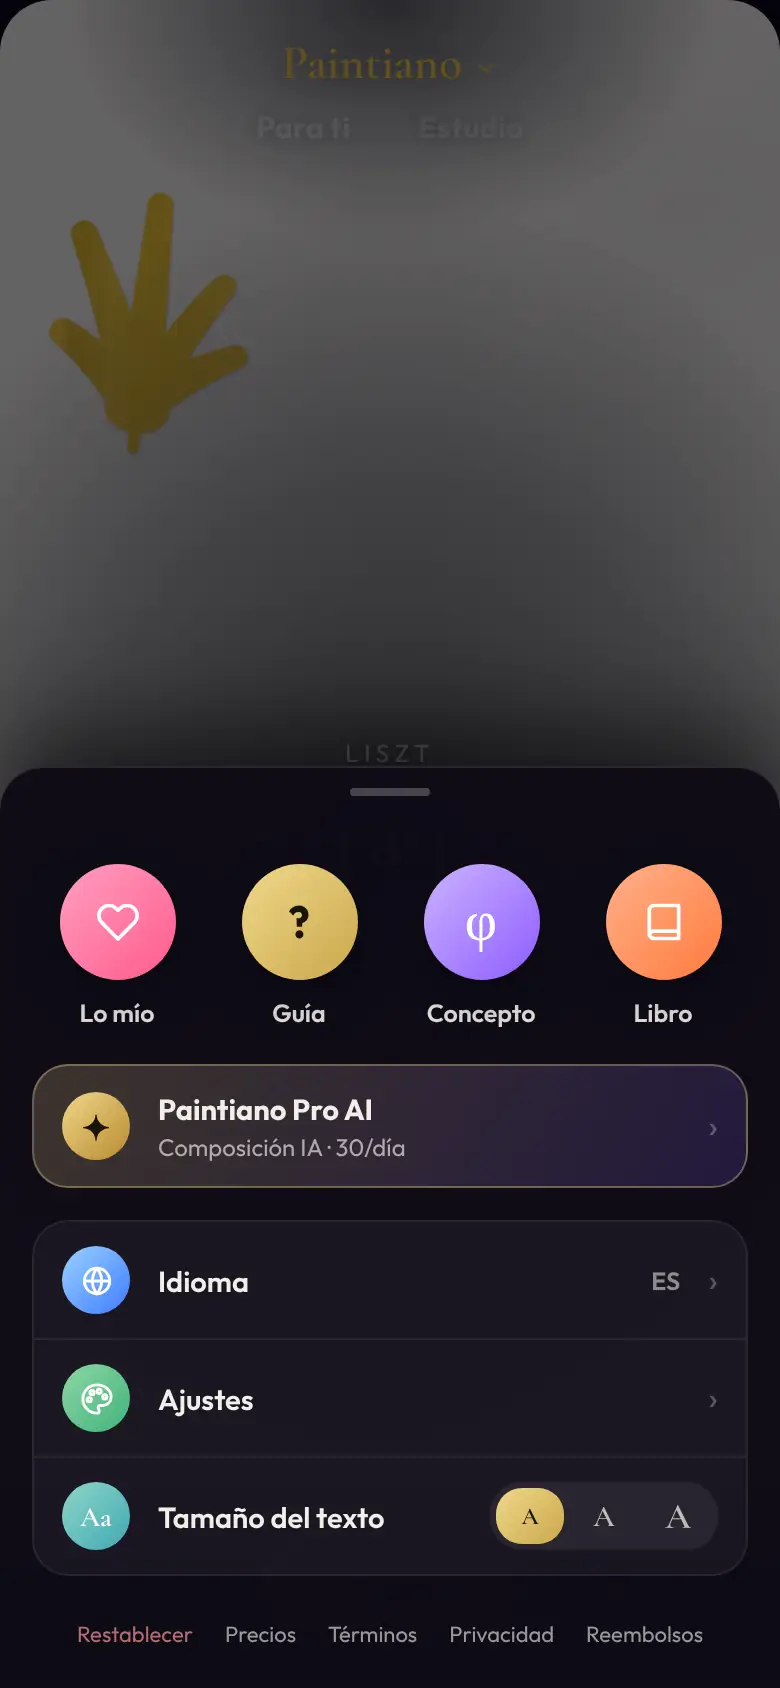 Paintiano
Para ti Estudio
LISZT
Lo mío
?
Guía
φ
Concepto
Libro
Paintiano Pro AI
Composición IA · 30/día
Idioma ES
Ajustes
Aa Tamaño del texto A A A
Restablecer Precios Términos Privacidad Reembolsos